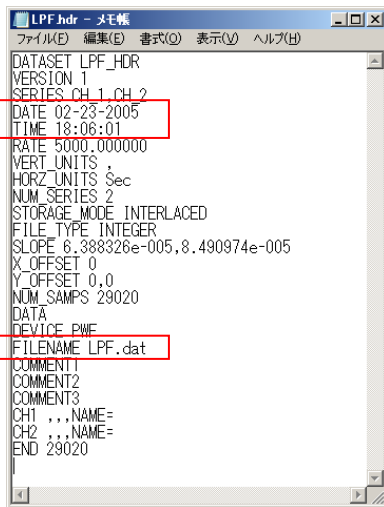 LPF.hdr - メモ帳
ファイル(F) 編集(E) 書式(O) 表示(V) ヘルプ(H)
DATASET LPF_HDR
VERSION 1
SERIES CH_1,CH_2
DATE 02-23-2005
TIME 18:06:01
RATE 5000.000000
VERT_UNITS ,
HORZ_UNITS Sec
NUM_SERIES 2
STORAGE_MODE INTERLACED
FILE_TYPE INTEGER
SLOPE 6.388326e-005,8.490974e-005
X_OFFSET 0
Y_OFFSET 0,0
NUM_SAMPS 29020
DATA
DEVICE PWF
FILENAME LPF.dat
COMMENT1
COMMENT2
COMMENT3
CH1 ,,,NAME=
CH2 ,,,NAME=
END 29020